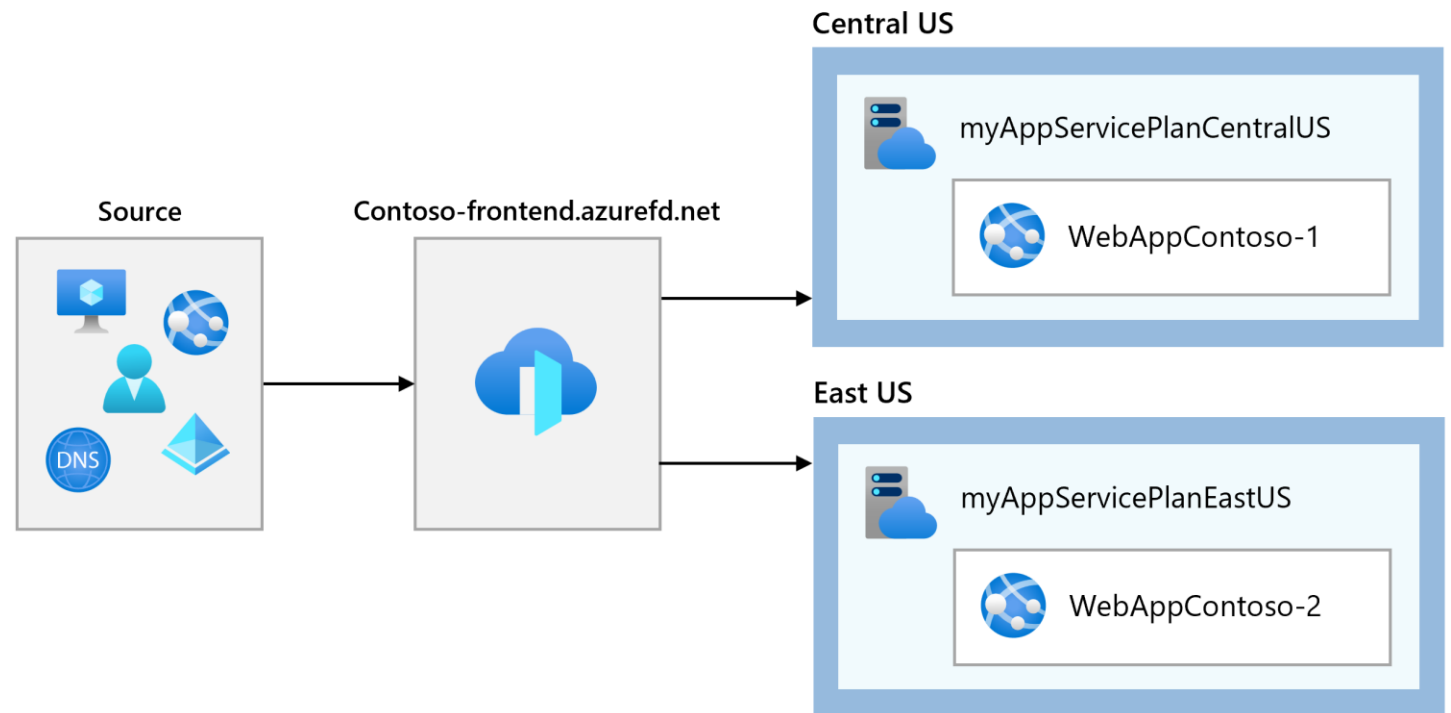 Source
DNS
Contoso-frontend.azurefd.net
Central US
myAppServicePlanCentralUS
WebAppContoso-1
East US
myAppServicePlanEastUS
WebAppContoso-2